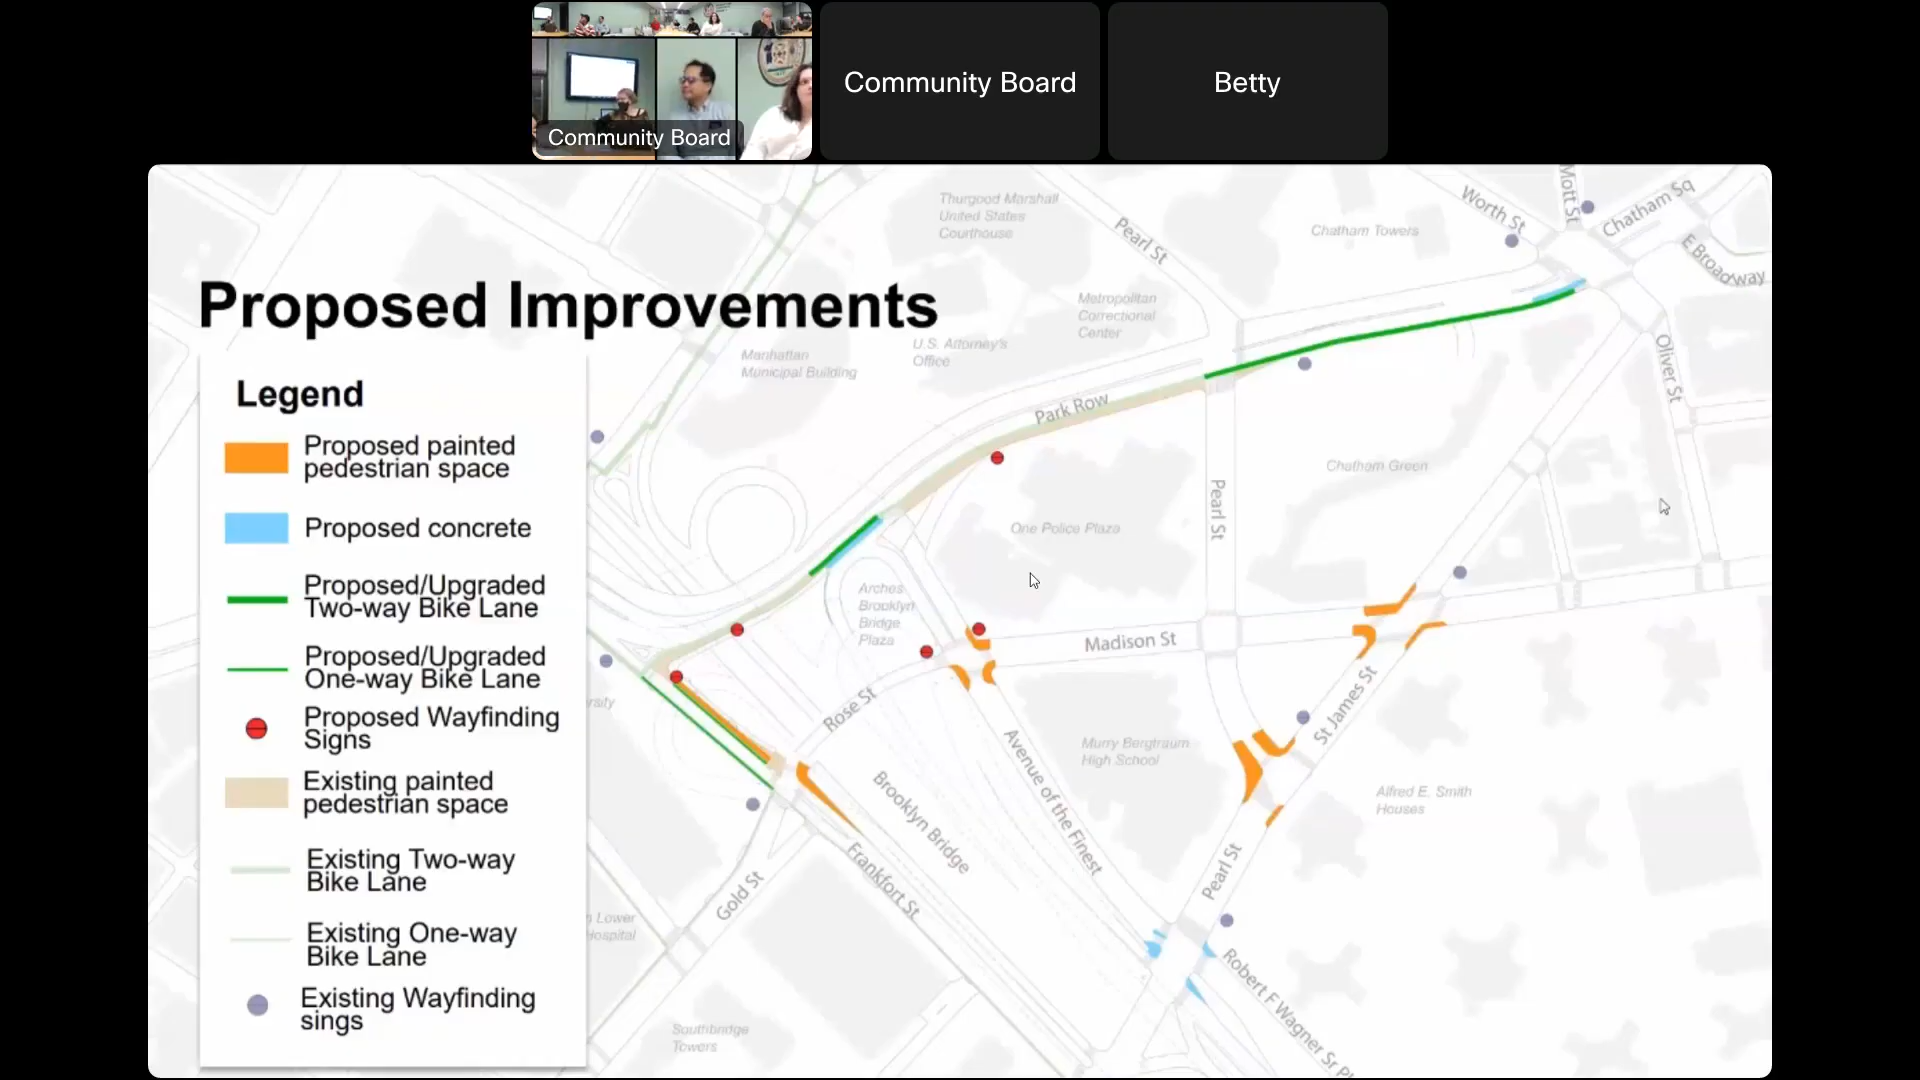 Community Board
Community Board
Betty
Proposed Improvements
Legend
Proposed painted
pedestrian space
Proposed concrete
Proposed/Upgraded
Two-way Bike Lane
Proposed/Upgraded
One-way Bike Lane
Proposed Wayfinding
Signs
Existing painted
pedestrian space
Existing Two-way
Bike Lane
Existing One-way
Bike Lane
Existing Wayfinding
sings
Thurgood Marshall
United States
Courthouse
Pearl St
Chatham Towers
Worth St
Mott St
Chatham Sq
E Broadway
Metropolitan
Correctional
Center
U.S. Attorney's
Office
Manhattan
Municipal Building
Park Row
Oliver St
Chatham Green
Pearl St
One Police Plaza
Arches
Brooklyn
Bridge
Plaza
Madison St
Rose St
St James St
Murry Bergtraum
High School
Avenue of the Finest
Brooklyn Bridge
Alfred E. Smith
Houses
Frankfort St
Gold St
Pearl St
Lower
Hospital
Robert F Wagner Sr Pl
Southbridge
Towers